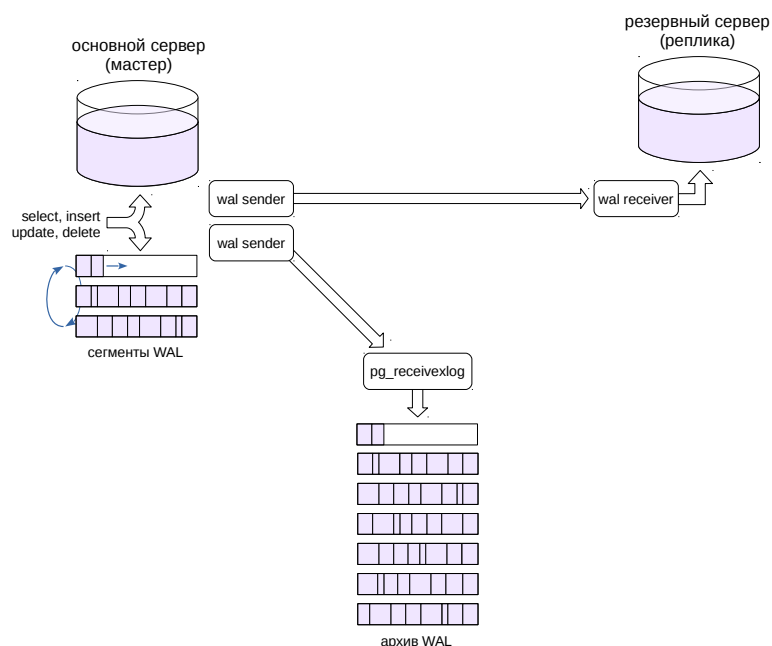 основной сервер
(мастер)
резервный сервер
(реплика)
wal sender
wal receiver
select, insert
update, delete
wal sender
сегменты WAL
pg_receivexlog
архив WAL